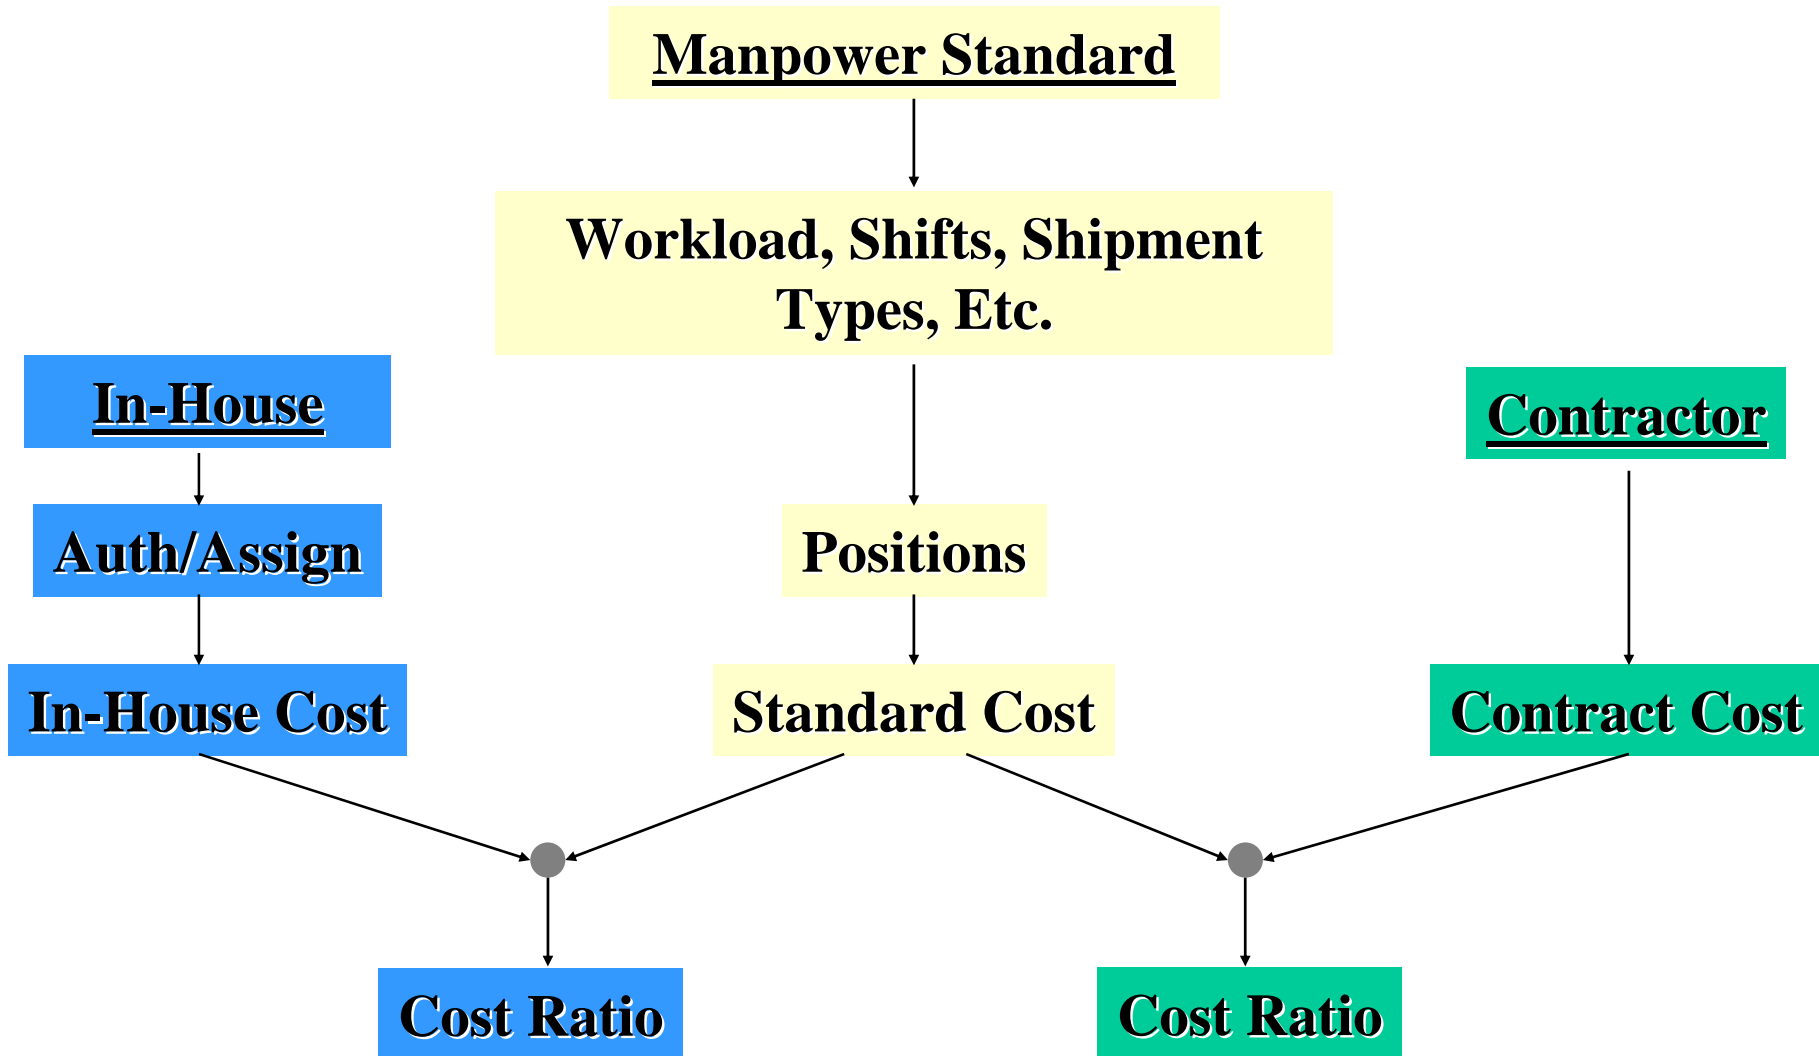 Manpower Standard
Workload, Shifts, Shipment
Types, Etc.
In-House
Contractor
Auth/Assign
Positions
In-House Cost
Standard Cost
Contract Cost
Cost Ratio
Cost Ratio